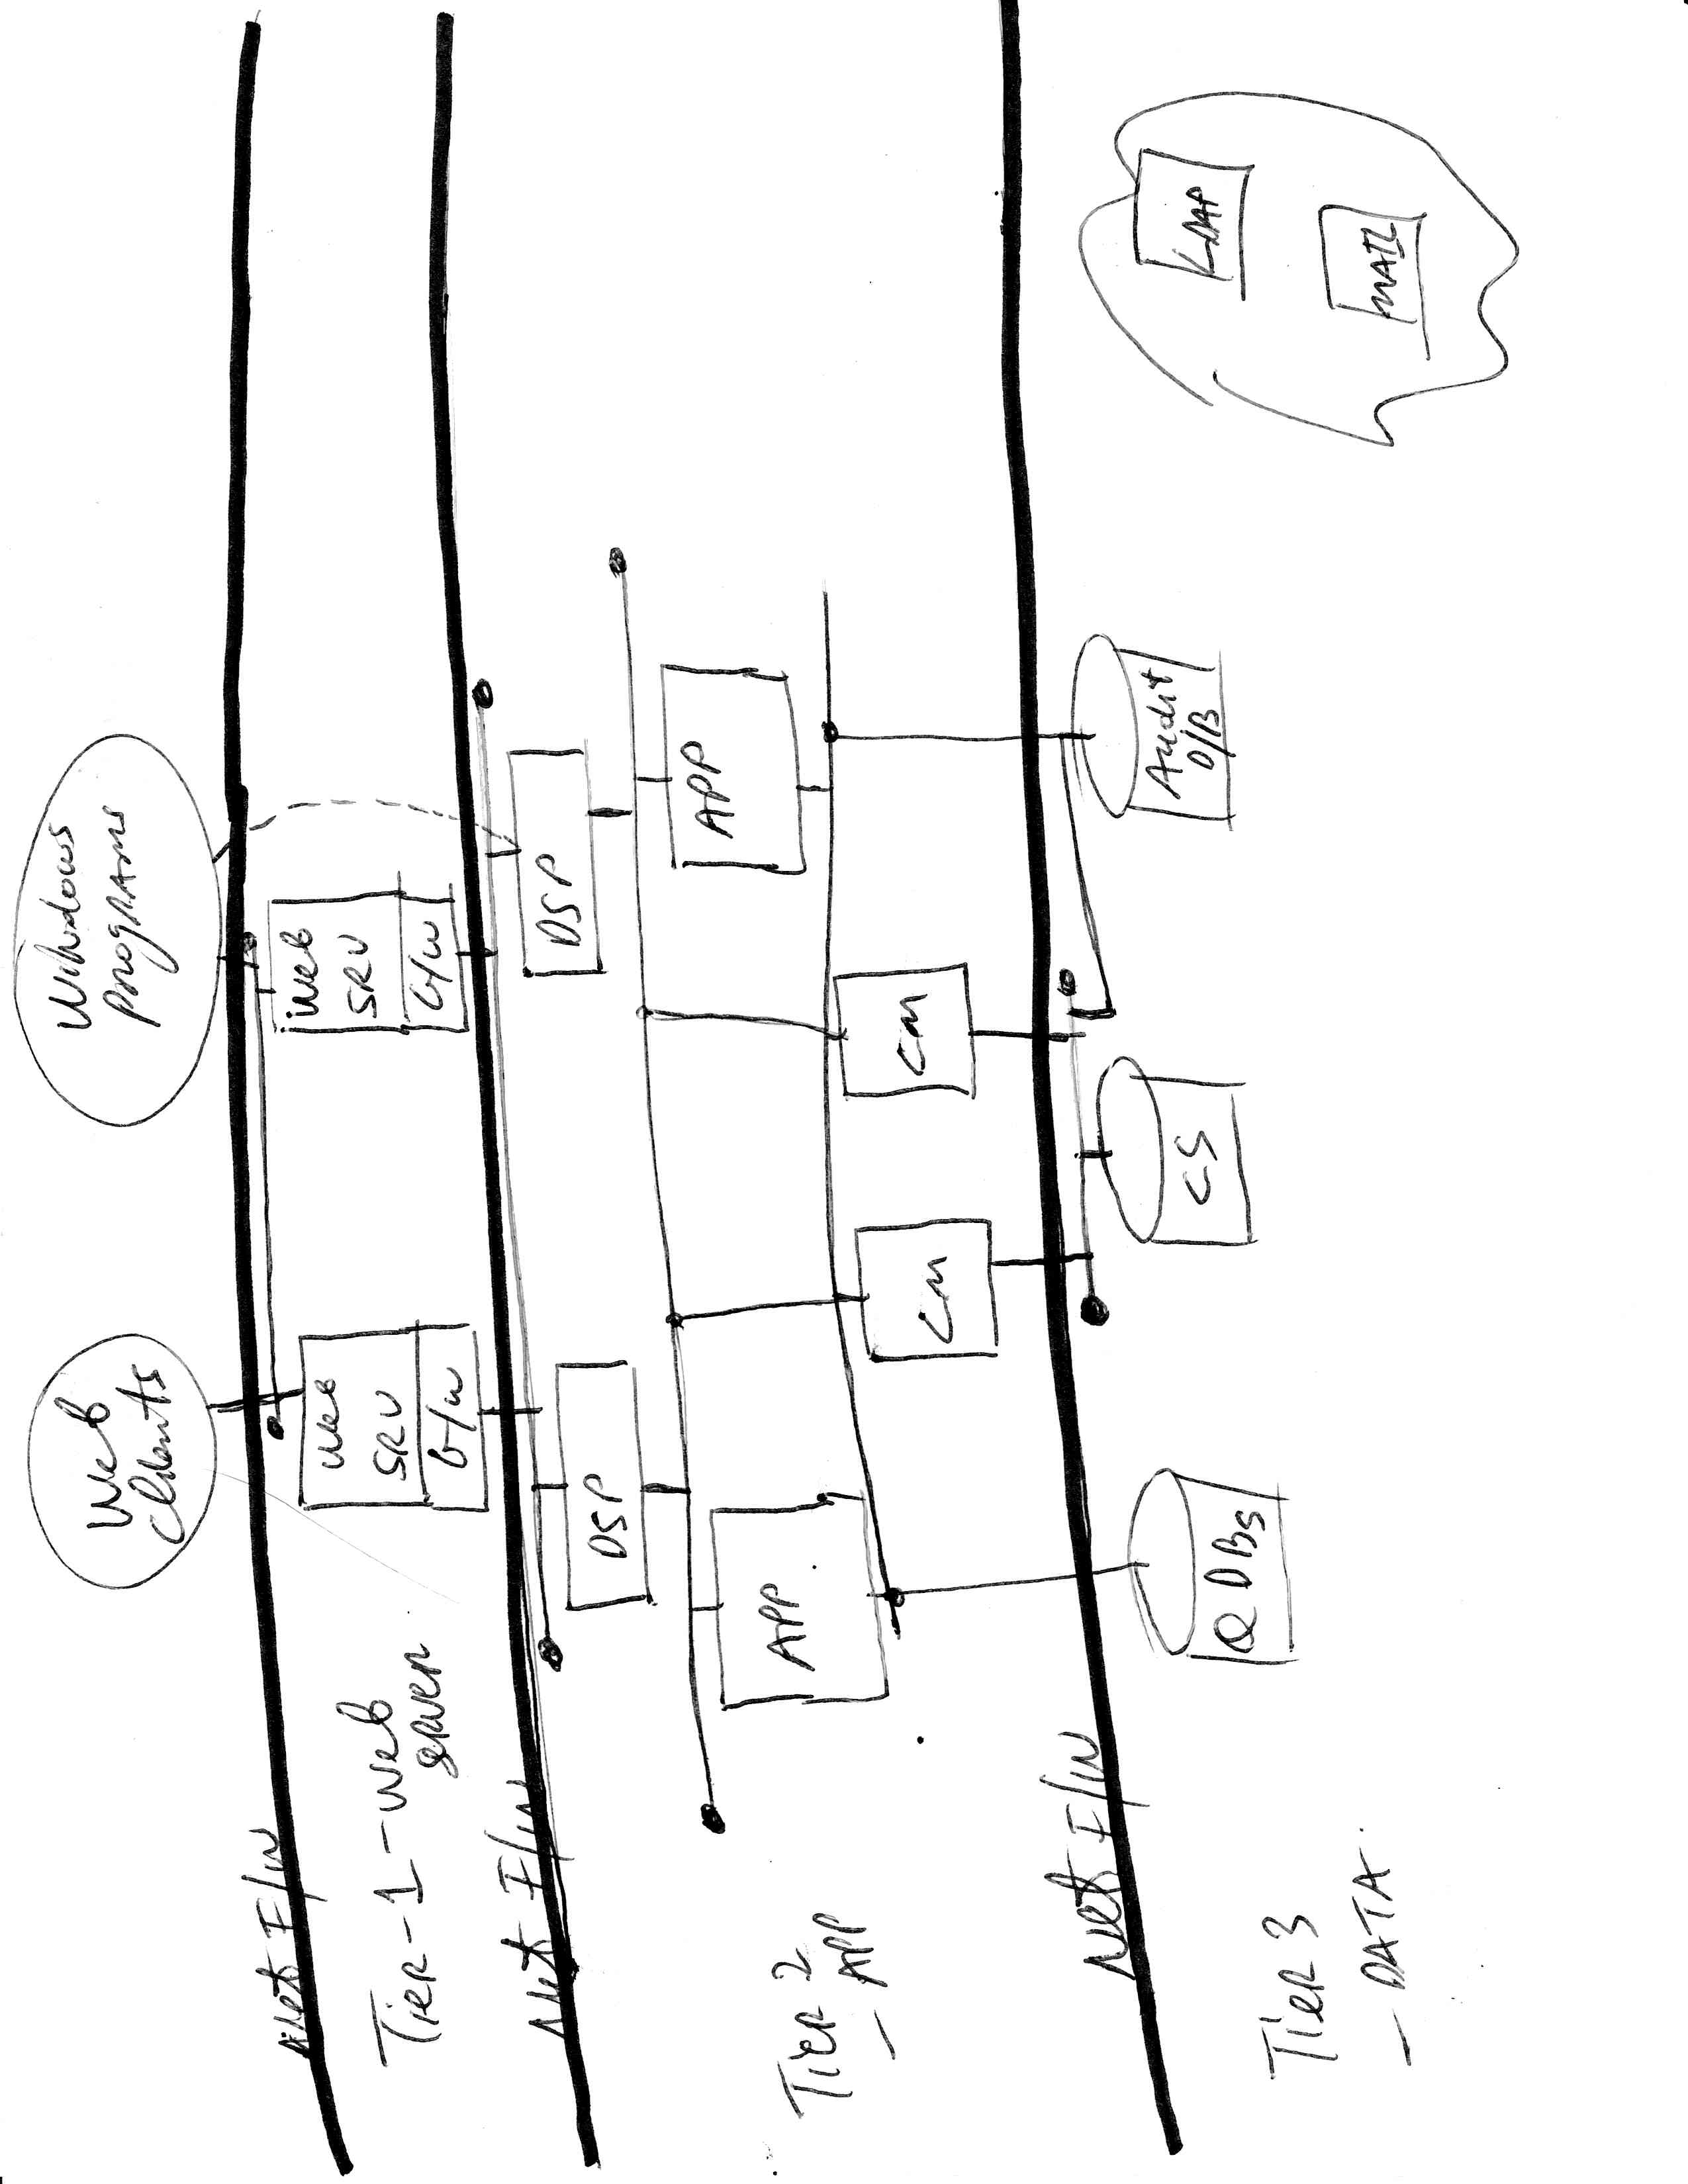 Web
Clients
Windows
Programs
Net F/W
Tier-1-Web
Server
Web
SRV
G/W
Web
SRV
G/W
Net F/W
DSP
DSP
Tier 2
- APP
APP
APP
CM
CM
Net F/W
Tier 3
- DATA
Q DBs
CS
Audit
D/B
LDAP
MAIL